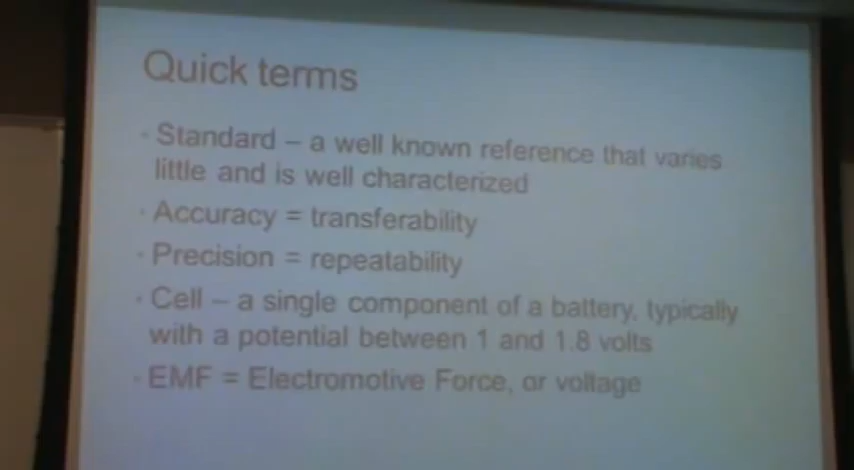 Quick terms
• Standard – a well known reference that varies
little and is well characterized
• Accuracy = transferability
• Precision = repeatability
• Cell – a single component of a battery, typically
with a potential between 1 and 1.8 volts
• EMF = Electromotive Force, or voltage